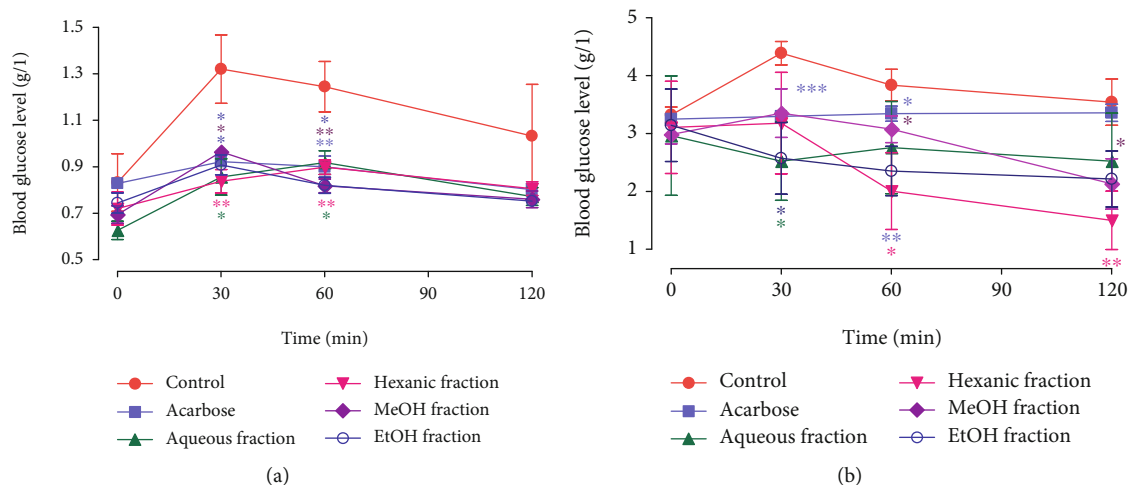 Blood glucose level (g/1)
1.5
1.3
1.1
0.9
0.7
0.5
*
*
*
*
**
**
**
*
**
*
0
30
60
90
120
Time (min)
Control
Acarbose
Aqueous fraction
Hexanic fraction
MeOH fraction
EtOH fraction
(a)
Blood glucose level (g/1)
5
4
3
2
1
***
*
*
*
*
*
**
*
**
0
30
60
90
120
Time (min)
Control
Acarbose
Aqueous fraction
Hexanic fraction
MeOH fraction
EtOH fraction
(b)